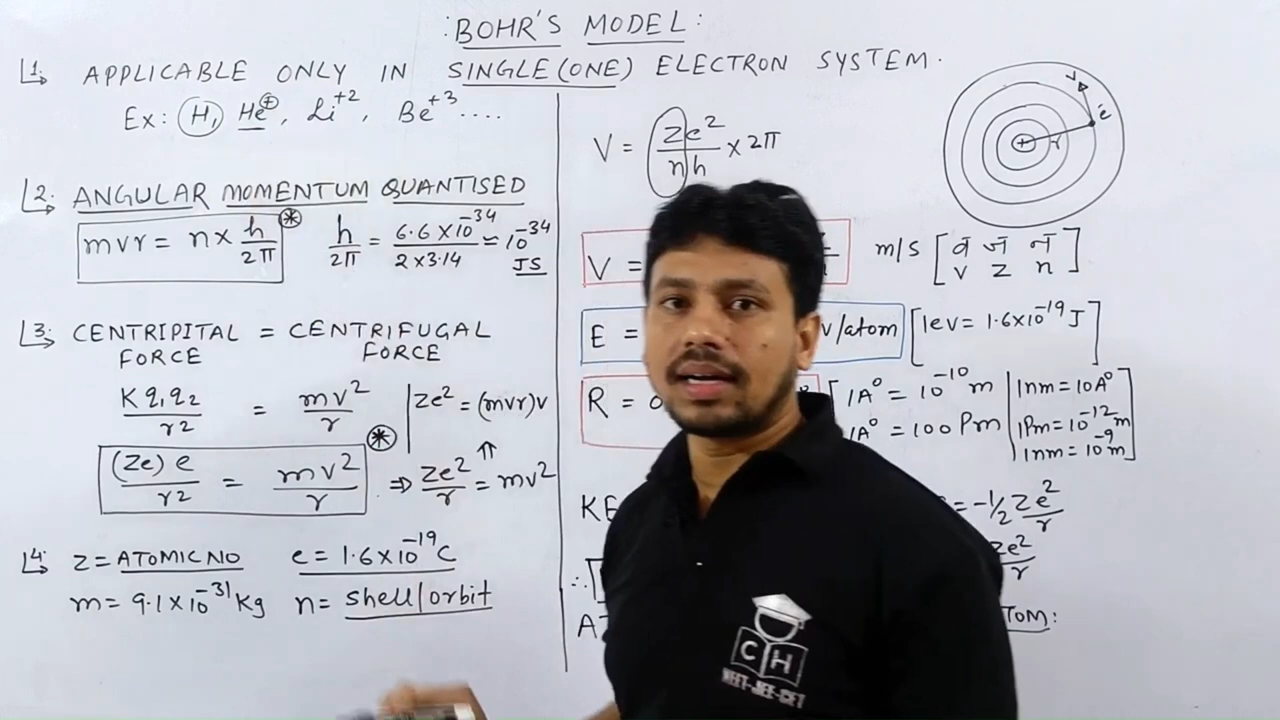 : BOHR'S MODEL :
1. APPLICABLE ONLY IN SINGLE (ONE) ELECTRON SYSTEM.
Ex: H, He⊕, Li+2, Be+3 ....
2. ANGULAR MOMENTUM QUANTISED
mvr = n × h/2π
h/2π = 6.6 × 10^-34 / 2 × 3.14 = 10^-34 JS
3. CENTRIPITAL FORCE = CENTRIFUGAL FORCE
K q1 q2 / r2 = mv2 / r
Ze2 = (mvr) v
(Ze) e / r2 = mv2 / r
⇒ Ze2 / r = mv2
4. Z = ATOMIC NO e = 1.6 × 10^-19 C
m = 9.1 × 10^-31 Kg n = shell/orbit
V = Ze2 / nh × 2π
V =
m/s [ व ज न
V Z n ]
E =
v/atom [ 1ev = 1.6 × 10^-19 J ]
R = 0
[ 1A° = 10^-10 m
1A° = 100 Pm
1nm = 10A°
1Pm = 10^-12 m
1nm = 10^-9 m ]
KE
= -1/2 Ze2 / r
Ze2 / r
∴
TOM:
V
e-
+
r
C H
NEET-JEE-CET